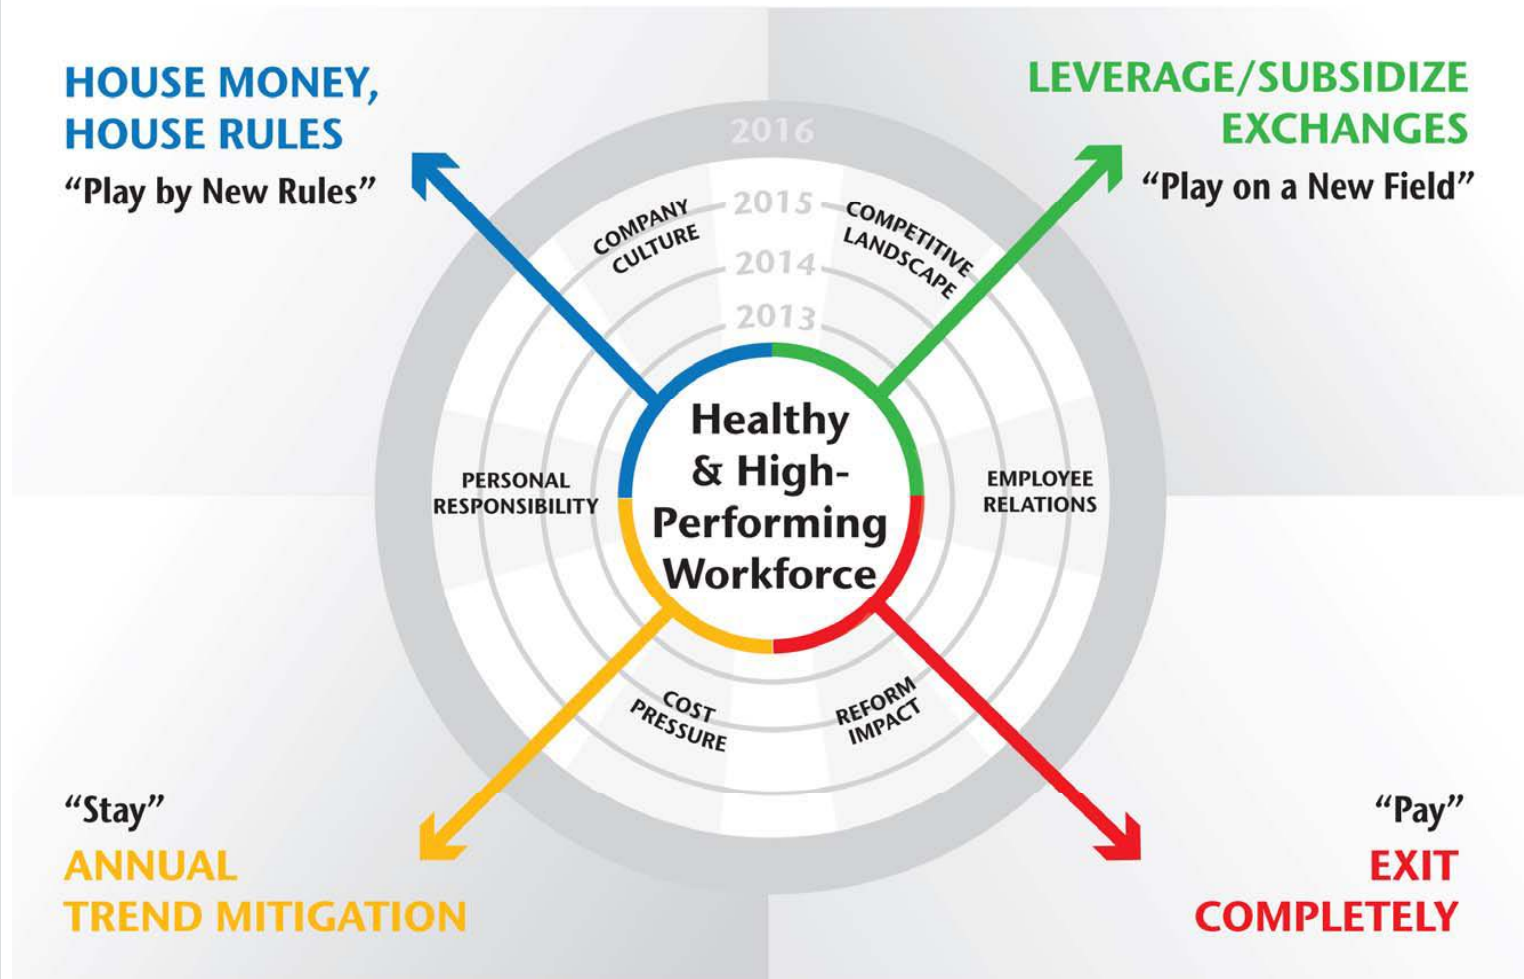 HOUSE MONEY,
HOUSE RULES
“Play by New Rules”
LEVERAGE/SUBSIDIZE
EXCHANGES
“Play on a New Field”
2016
2015
2014
2013
COMPANY
CULTURE
COMPETITIVE
LANDSCAPE
PERSONAL
RESPONSIBILITY
Healthy
& High-
Performing
Workforce
EMPLOYEE
RELATIONS
COST
PRESSURE
REFORM
IMPACT
“Stay”
ANNUAL
TREND MITIGATION
“Pay”
EXIT
COMPLETELY